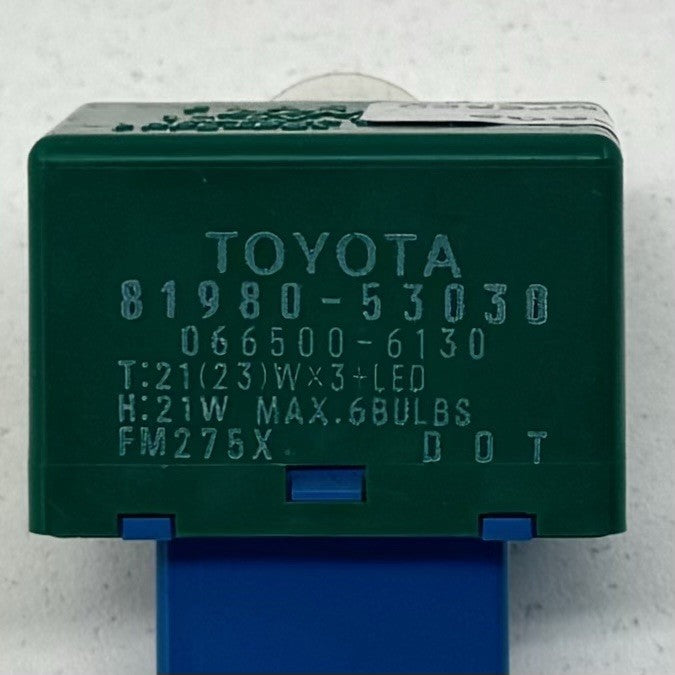 TOYOTA
81980-53030
066500-6130
T:21(23)W×3+LED
H:21W MAX.6BULBS
FM275X DOT